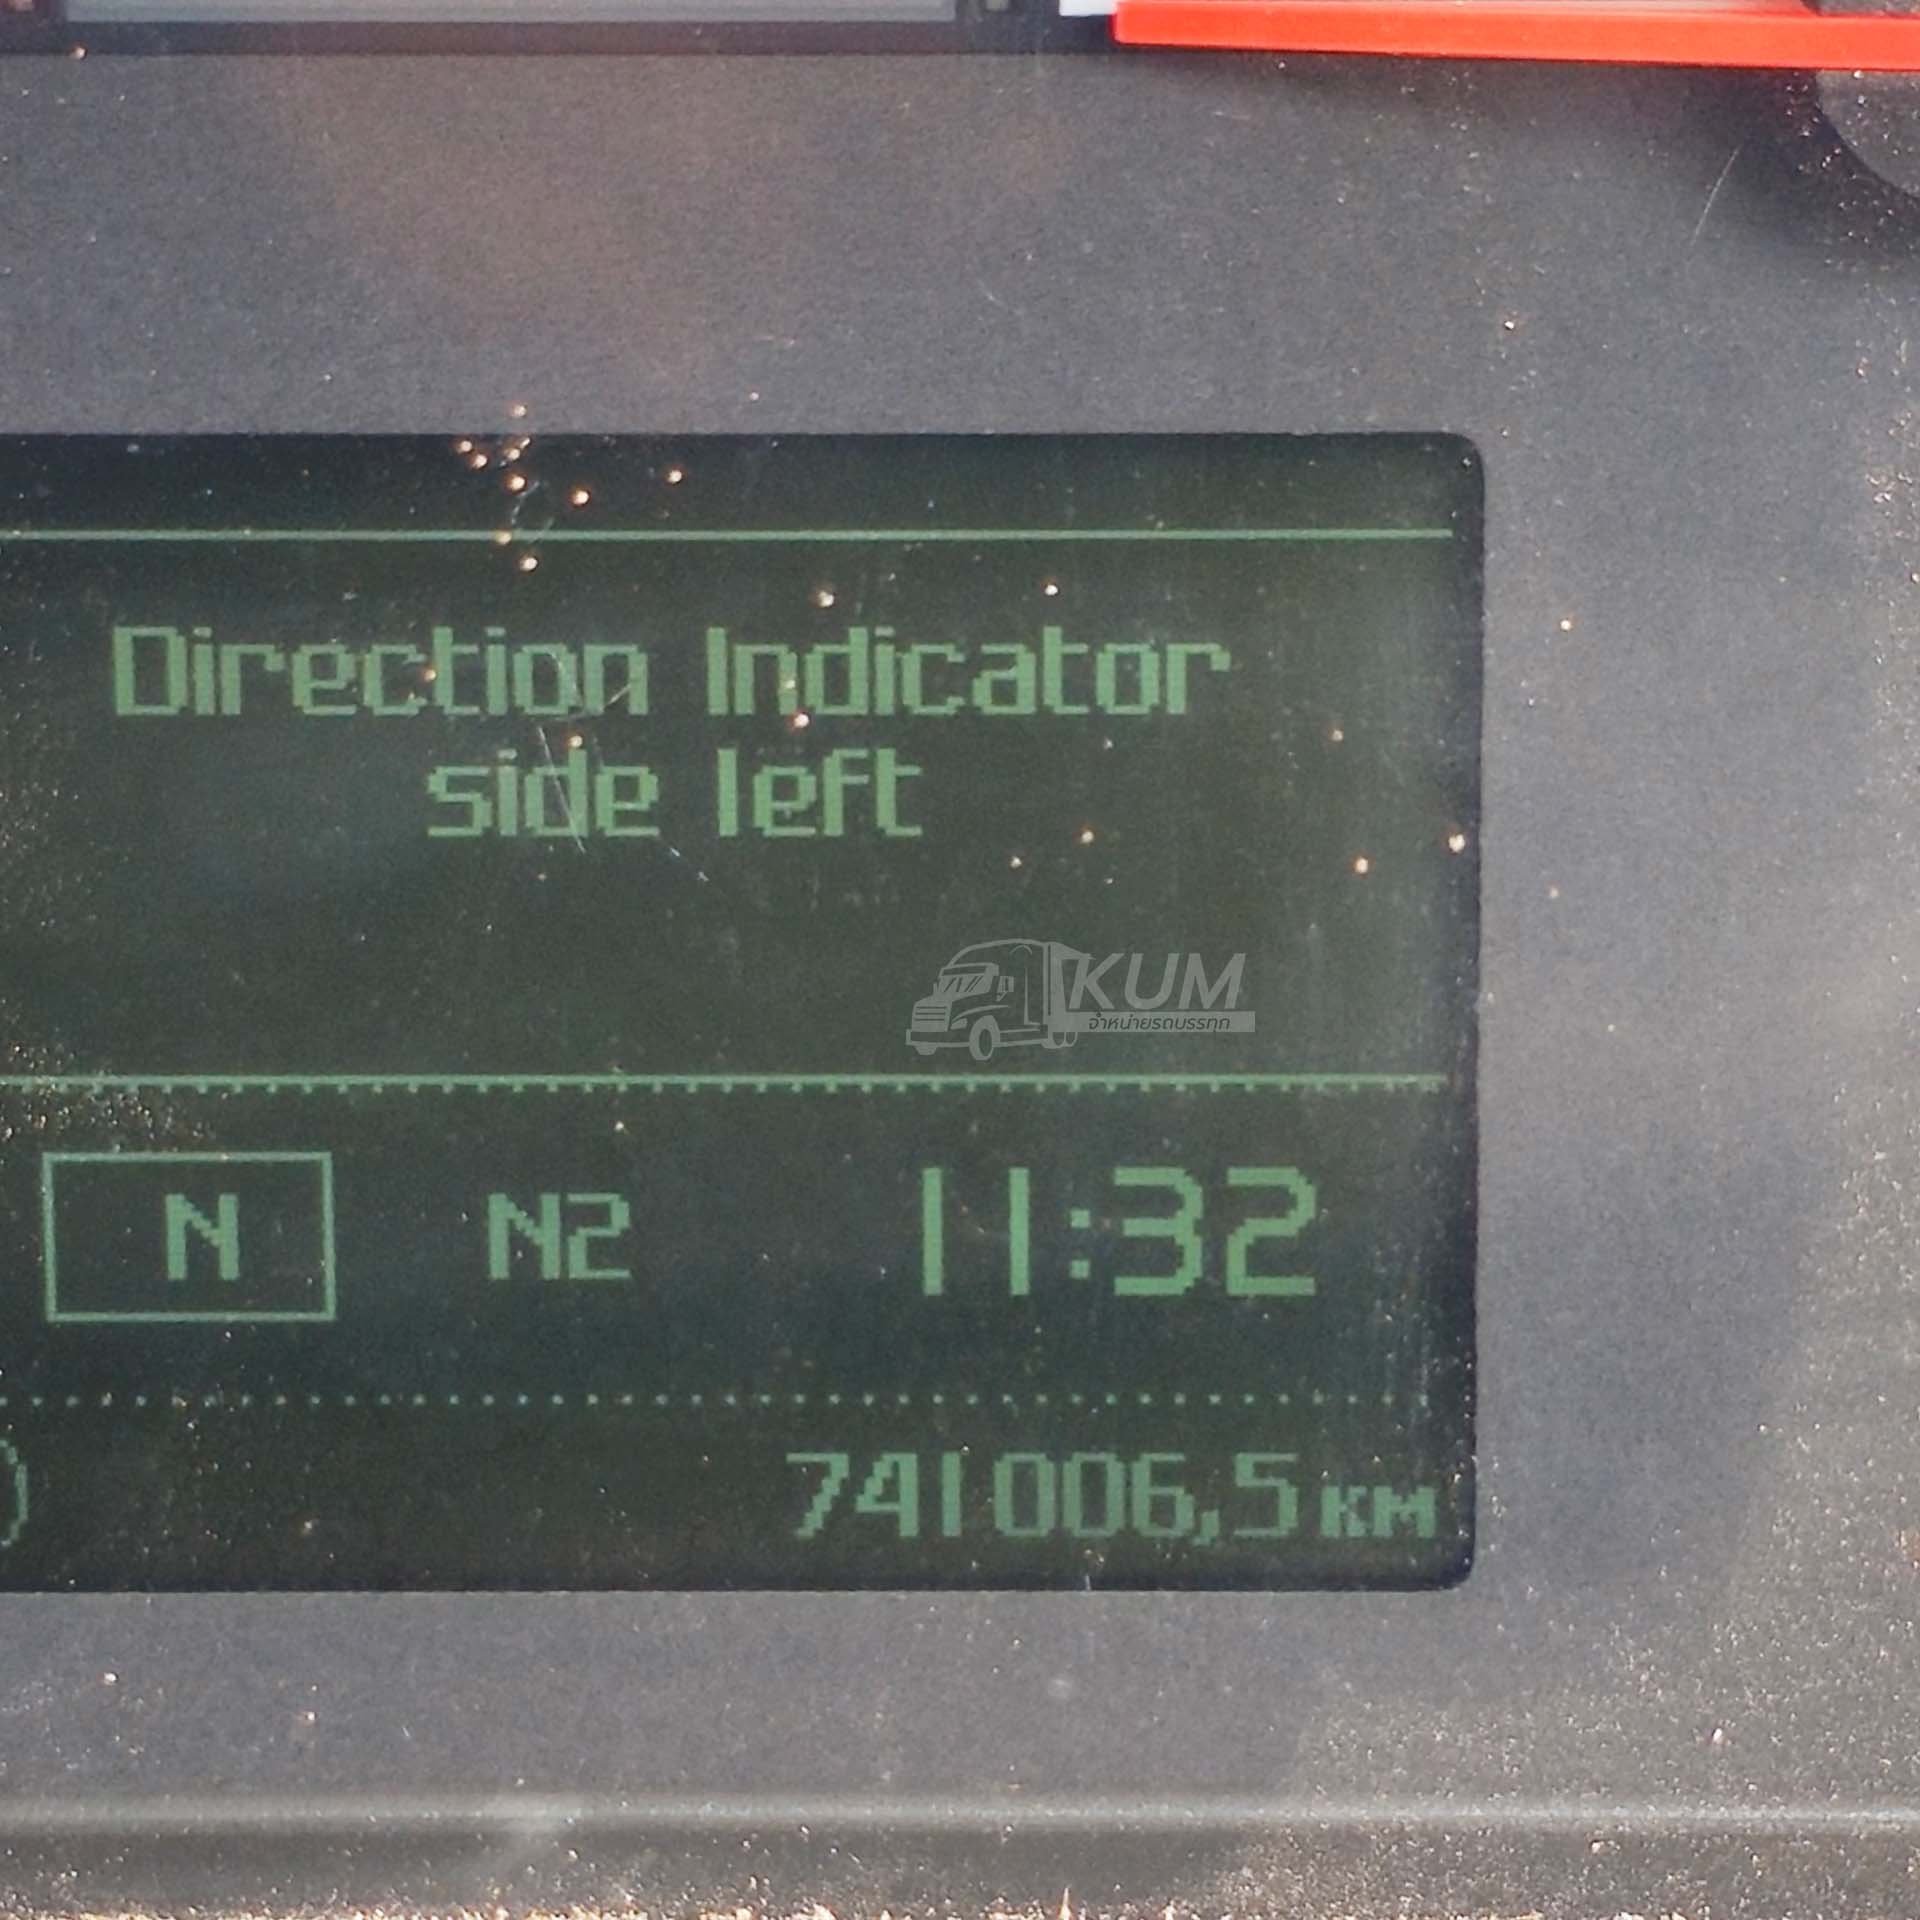 Direction Indicator
side left
KUM
จำหน่ายรถบรรทุก
N N2 11:32
741006,5 км